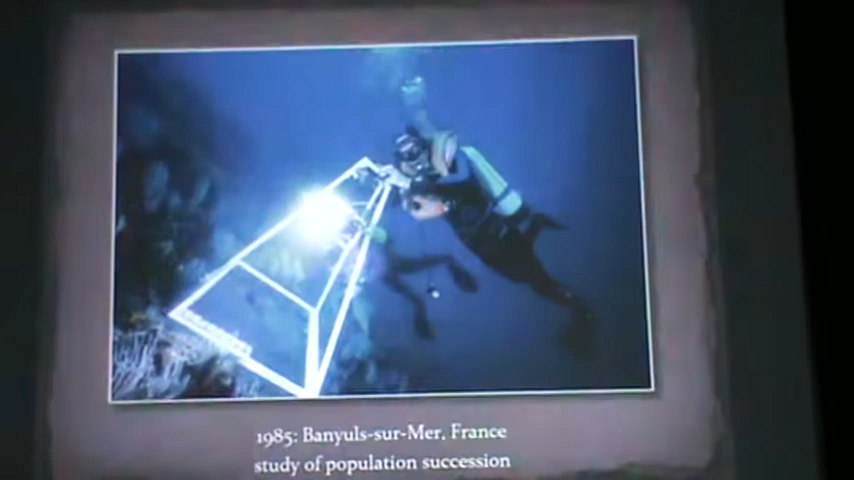 1985: Banyuls-sur-Mer, France
study of population succession